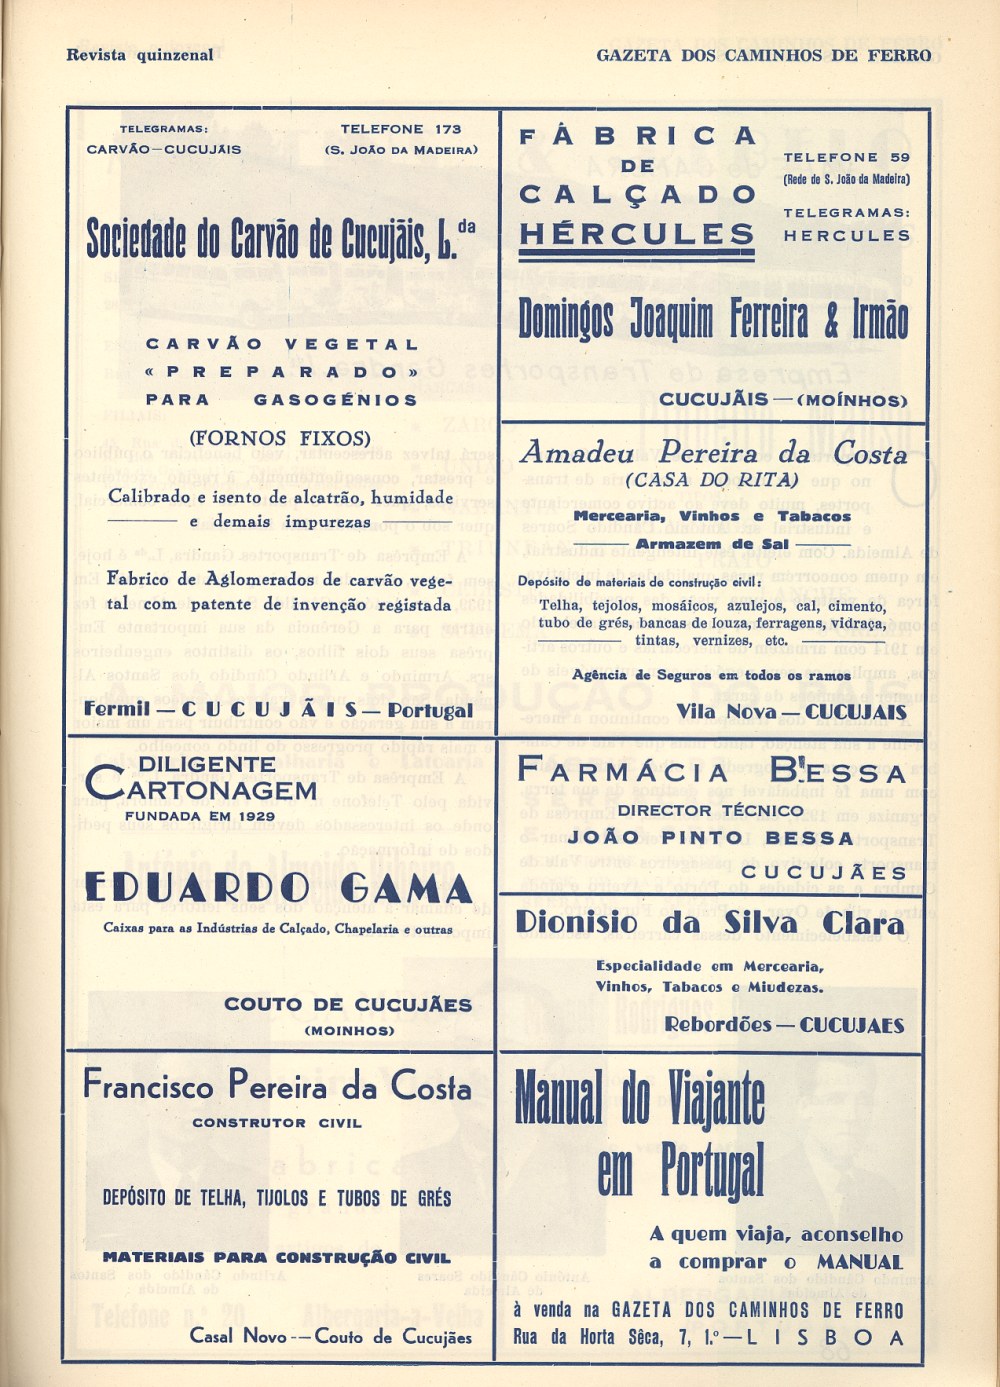 Revista quinzenal
GAZETA DOS CAMINHOS DE FERRO
TELEGRAMAS:
CARVÃO—CUCUJÃIS
TELEFONE 173
(S. JOÃO DA MADEIRA)
Sociedade do Carvão de Cucujãis, L.da
CARVÃO VEGETAL
«PREPARADO»
PARA GASOGÉNIOS
(FORNOS FIXOS)
Calibrado e isento de alcatrão, humidade
e demais impurezas
Fabrico de Aglomerados de carvão vege-
tal com patente de invenção registada
Fermil — CUCUJÃIS — Portugal
FÁBRICA
DE
CALÇADO
HÉRCULES
TELEFONE 59
(Rede de S. João da Madeira)
TELEGRAMAS:
HERCULES
Domingos Joaquim Ferreira & Irmão
CUCUJÃIS — (MOÍNHOS)
Amadeu Pereira da Costa
(CASA DO RITA)
Mercearia, Vinhos e Tabacos
Armazem de Sal
Depósito de materiais de construção civil:
Telha, tejolos, mosáicos, azulejos, cal, cimento,
tubo de grés, bancas de louza, ferragens, vidraça,
tintas, vernizes, etc.
Agência de Seguros em todos os ramos
Vila Nova — CUCUJAIS
DILIGENTE
CARTONAGEM
FUNDADA EM 1929
EDUARDO GAMA
Caixas para as Indústrias de Calçado, Chapelaria e outras
COUTO DE CUCUJÃES
(MOINHOS)
FARMÁCIA BESSA
DIRECTOR TÉCNICO
JOÃO PINTO BESSA
CUCUJÃES
Dionísio da Silva Clara
Especialidade em Mercearia,
Vinhos, Tabacos e Miudezas.
Rebordões — CUCUJAES
Francisco Pereira da Costa
CONSTRUTOR CIVIL
DEPÓSITO DE TELHA, TIJOLOS E TUBOS DE GRÉS
MATERIAIS PARA CONSTRUÇÃO CIVIL
Casal Novo -- Couto de Cucujães
Manual do Viajante
em Portugal
A quem viaja, aconselho
a comprar o MANUAL
à venda na GAZETA DOS CAMINHOS DE FERRO
Rua da Horta Sêca, 7, 1.º — LISBOA